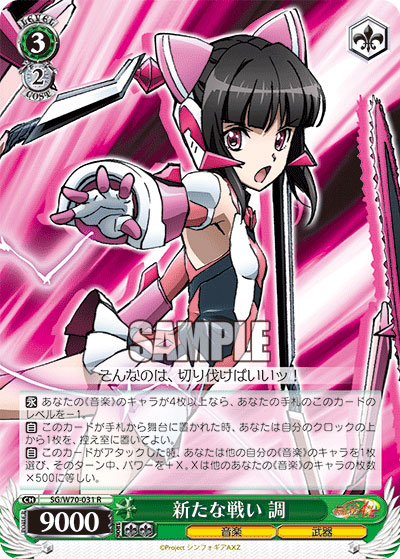 LEVEL
3
2
COST
SAMPLE
そんなのは、切り伐けばいいッ!
永 あなたの《音楽》のキャラが4枚以上なら、あなたの手札のこのカードの
レベルを-1。
自 このカードが手札から舞台に置かれた時、あなたは自分のクロックの上
から1枚を、控え室に置いてよい。
自 このカードがアタックした時、あなたは他の自分の《音楽》のキャラを1枚
選び、そのターン中、パワーを+X。Xは他のあなたの《音楽》のキャラの枚数
×500に等しい。
CH SG/W70-031 R
9000
新たな戦い 調
音楽
武器
©Project シンフォギアAXZ